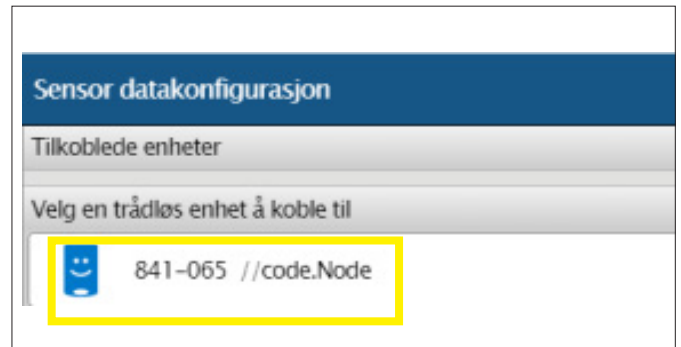 Sensor datakonfigurasjon
Tilkoblede enheter
Velg en trådløs enhet å koble til
841-065 //code.Node